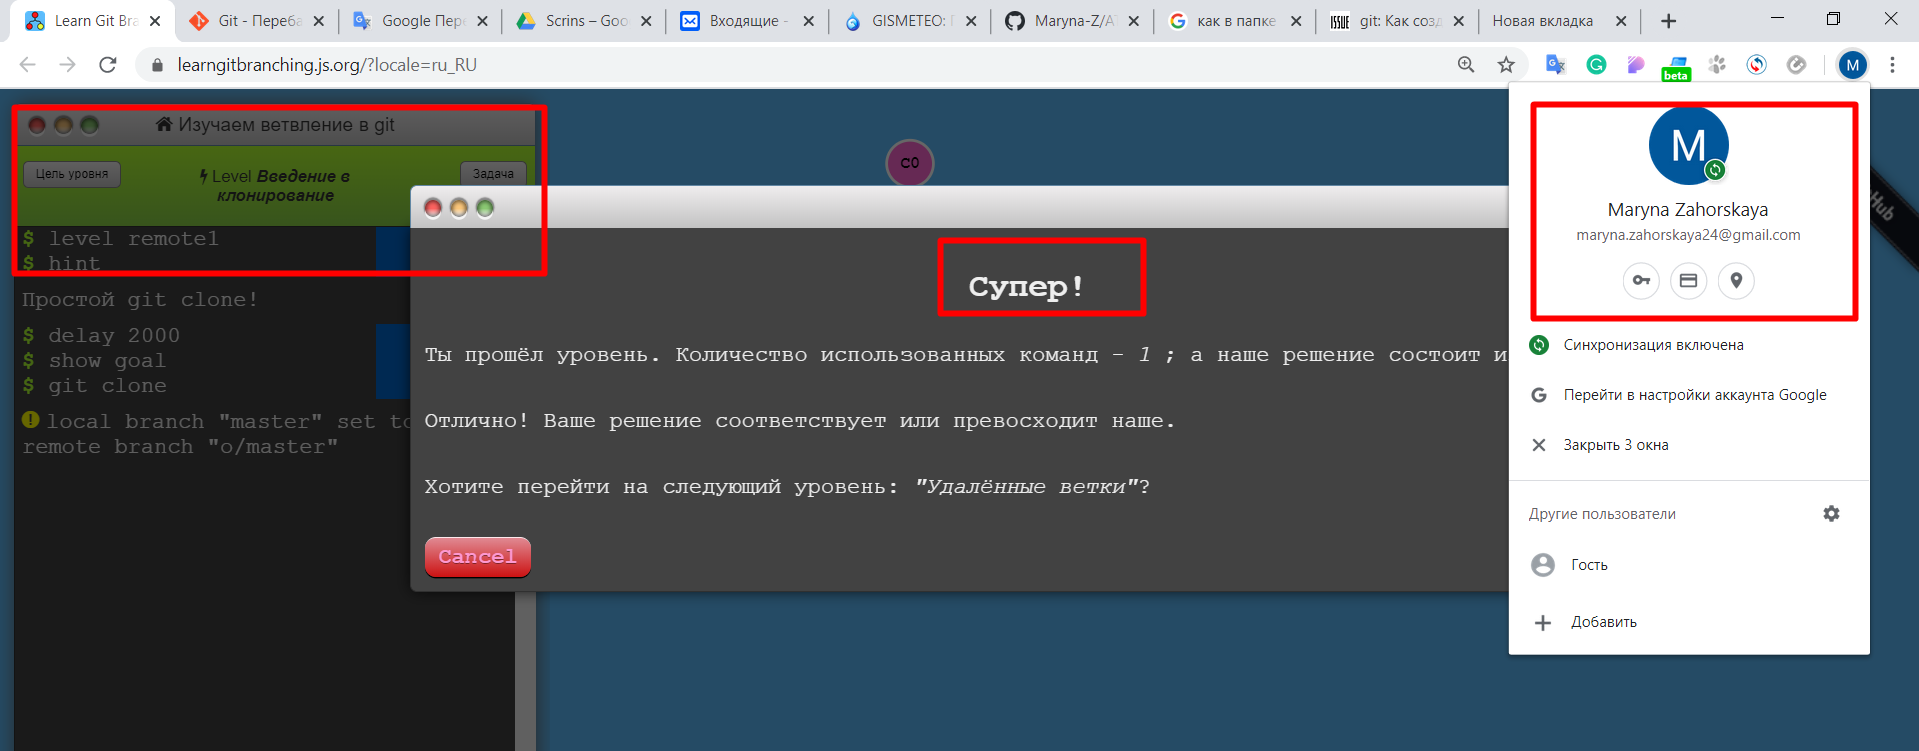 Learn Git Bra
Git - Переба
Google Пере
Scrins – Goo
Входящие -
GISMETEO: П
Maryna-Z/AT
как в папке
ISSUE
git: Как созд
Новая вкладка
learngitbranching.js.org/?locale=ru_RU
beta
M
Изучаем ветвление в git
Цель уровня
Level Введение в
клонирование
Задача
$ level remote1
$ hint
Простой git clone!
$ delay 2000
$ show goal
$ git clone
local branch "master" set to
remote branch "o/master"
C0
Супер!
Ты прошёл уровень. Количество использованных команд - 1 ; а наше решение состоит и
Отлично! Ваше решение соответствует или превосходит наше.
Хотите перейти на следующий уровень: "Удалённые ветки"?
Cancel
M
Maryna Zahorskaya
maryna.zahorskaya24@gmail.com
Синхронизация включена
G Перейти в настройки аккаунта Google
Закрыть 3 окна
Другие пользователи
Гость
Добавить
Hub